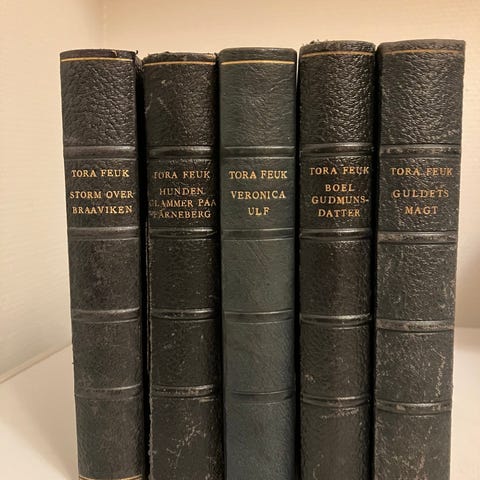 TORA FEUK
STORM OVER
BRAAVIKEN
TORA FEUK
HUNDEN
GLAMMER PAA
FÄRNEBERG
TORA FEUK
VERONICA
ULF
TORA FEUK
BOEL
GUDMUNS-
DATTER
TORA FEUK
GULDETS
MAGT